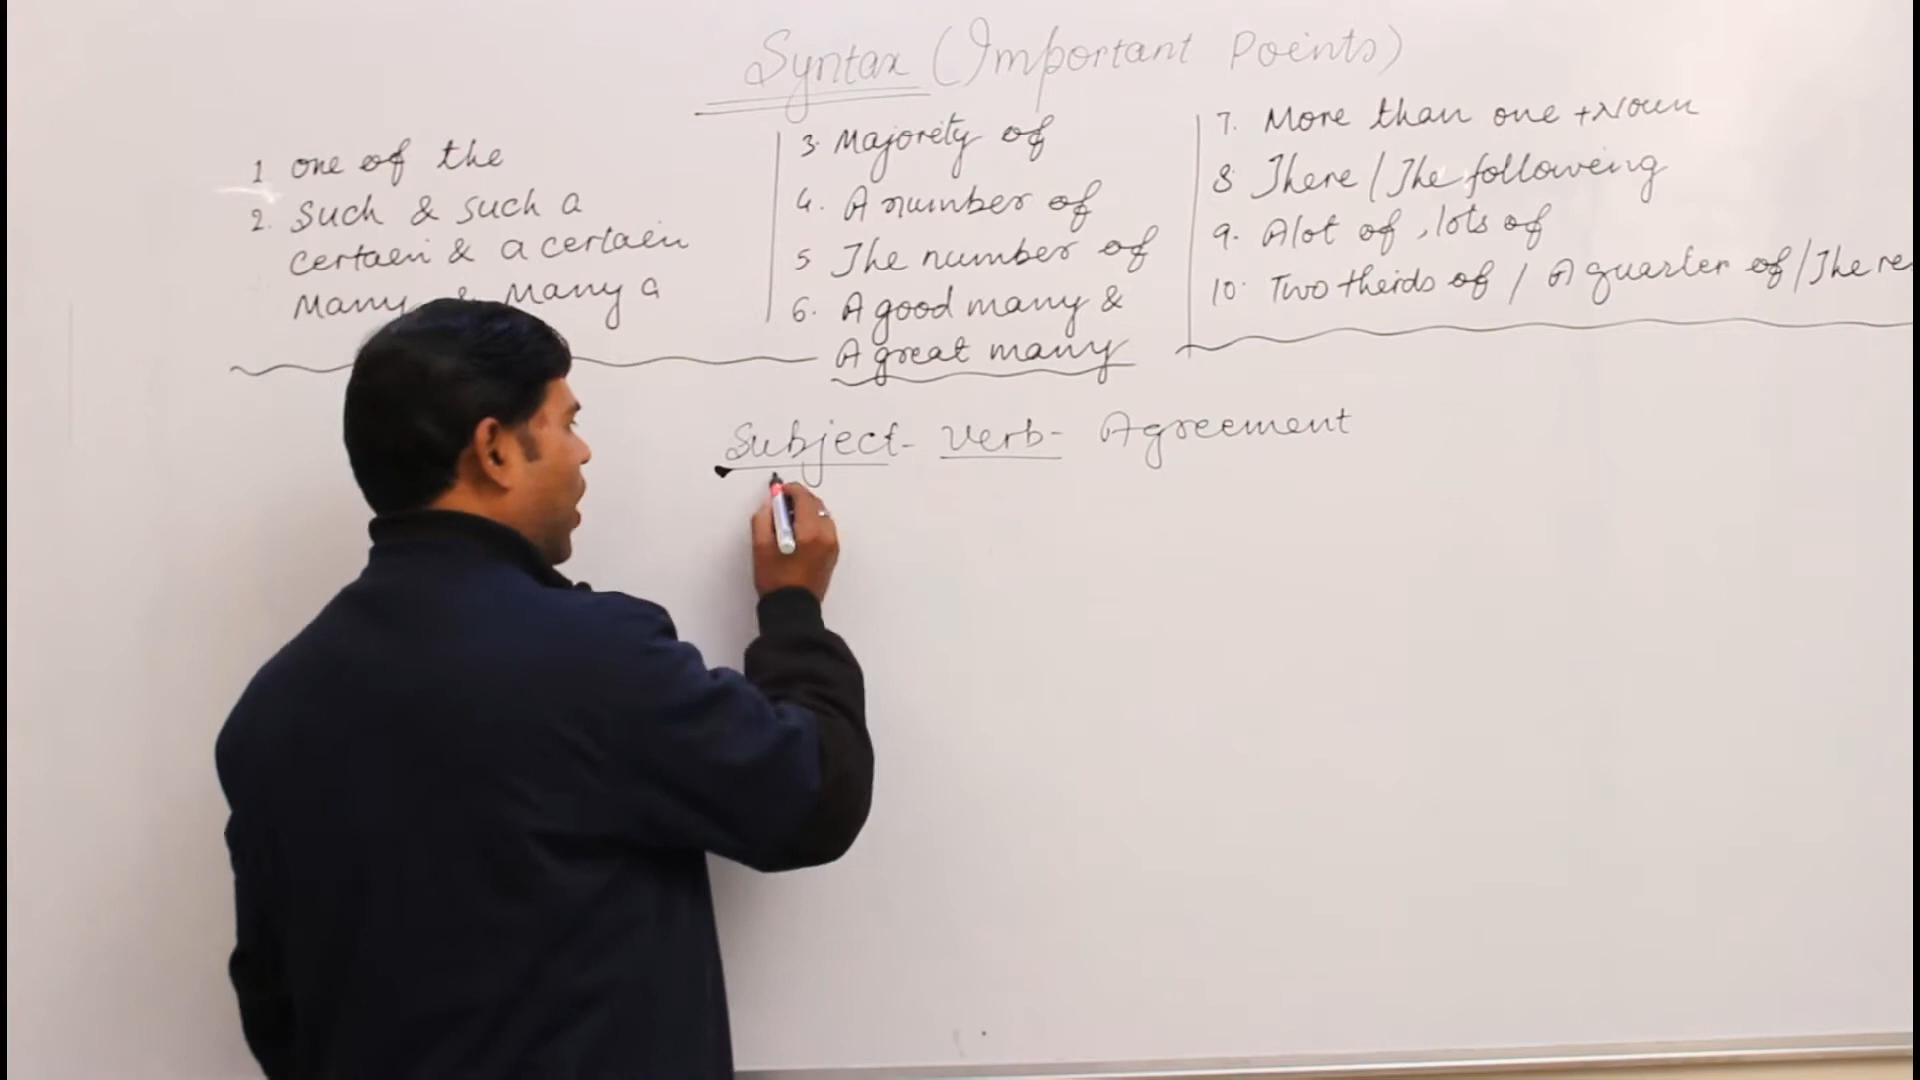 Syntax (Important Points)
1 one of the
2. Such & such a
certain & a certain
Many & Many a
3. Majority of
4. A number of
5 The number of
6. A good many &
A great many
7. More than one + Noun
8 There / The following
9. A lot of , lots of
10. Two thirds of / A quarter of / The re
Subject - Verb - Agreement